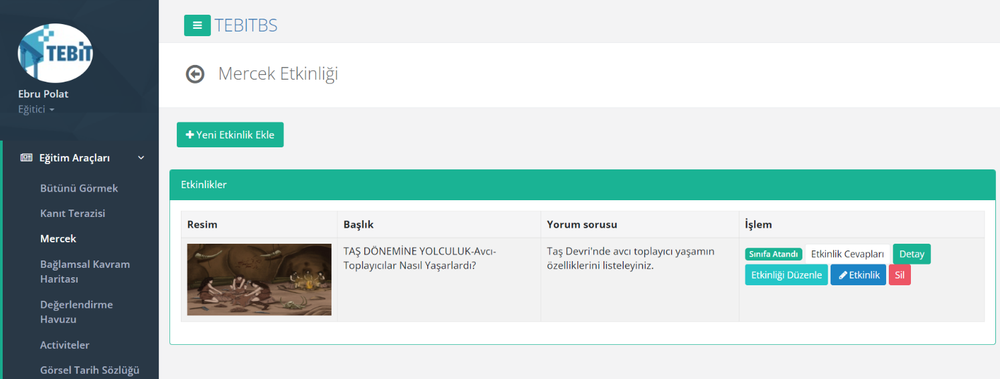 TEBİT
Ebru Polat
Eğitici
Eğitim Araçları
Bütünü Görmek
Kanıt Terazisi
Mercek
Bağlamsal Kavram
Haritası
Değerlendirme
Havuzu
Activiteler
Görsel Tarih Sözlüğü
TEBITBS
Mercek Etkinliği
Yeni Etkinlik Ekle
Etkinlikler
Resim Başlık Yorum sorusu İşlem
TAŞ DÖNEMİNE YOLCULUK-Avcı-
Toplayıcılar Nasıl Yaşarlardı?
Taş Devri'nde avcı toplayıcı yaşamın
özelliklerini listeleyiniz.
Sınıfa Atandı Etkinlik Cevapları Detay
Etkinliği Düzenle Etkinlik Sil